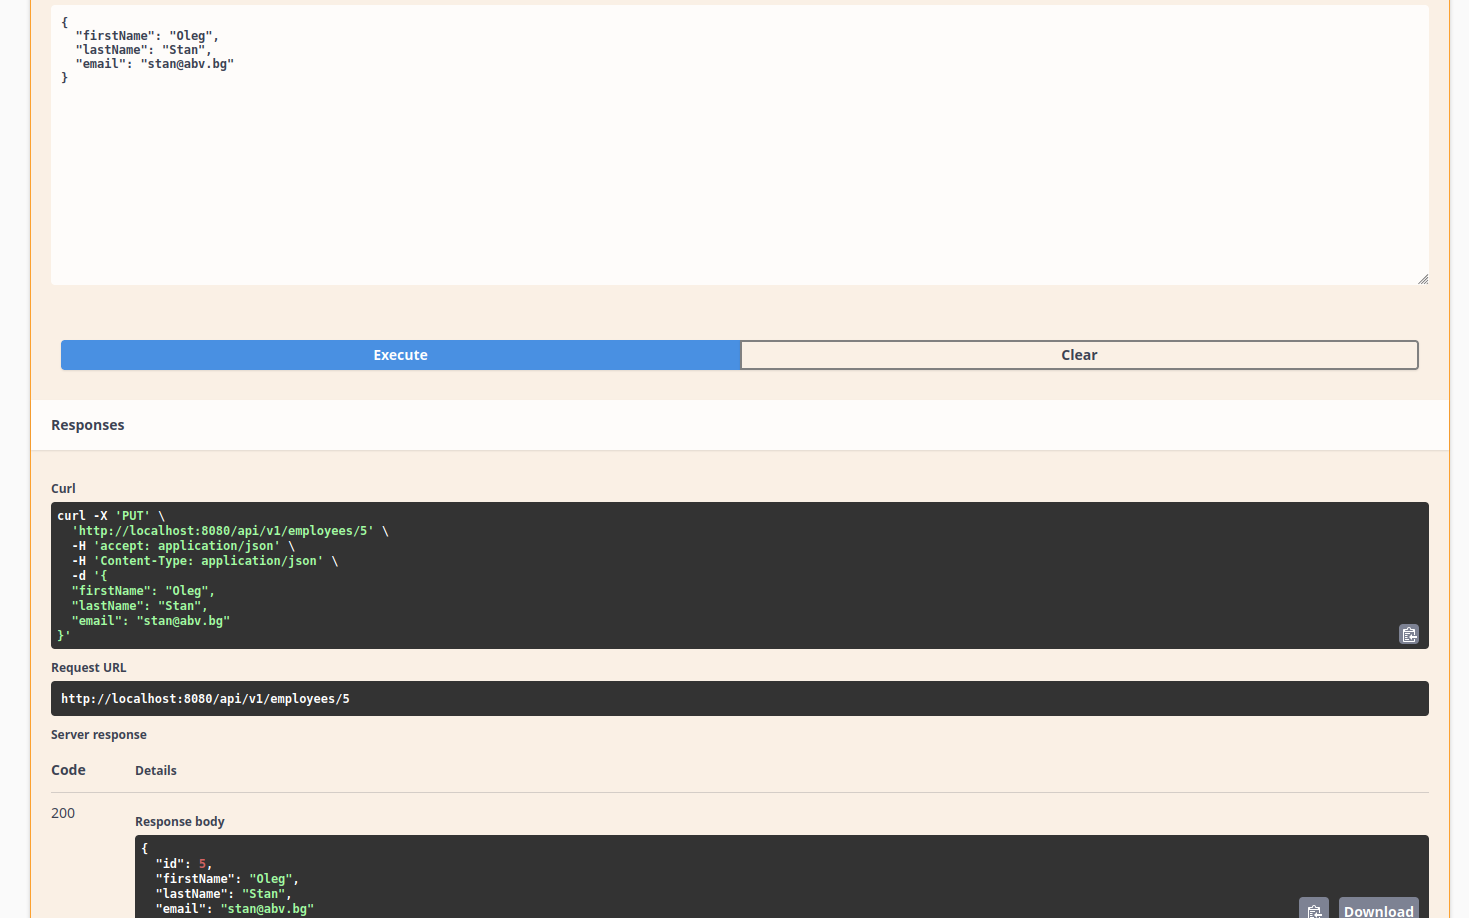 {
  "firstName": "Oleg",
  "lastName": "Stan",
  "email": "stan@abv.bg"
}
Execute
Clear
Responses
Curl
curl -X 'PUT' \
  'http://localhost:8080/api/v1/employees/5' \
  -H 'accept: application/json' \
  -H 'Content-Type: application/json' \
  -d '{
  "firstName": "Oleg",
  "lastName": "Stan",
  "email": "stan@abv.bg"
}'
Request URL
http://localhost:8080/api/v1/employees/5
Server response
Code Details
200
Response body
{
  "id": 5,
  "firstName": "Oleg",
  "lastName": "Stan",
  "email": "stan@abv.bg"
Download